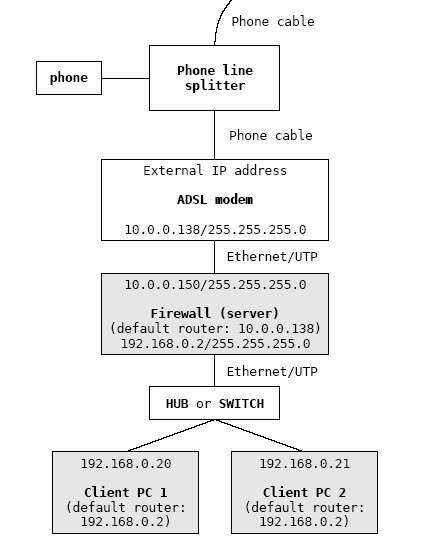 Phone cable
phone
Phone line
splitter
Phone cable
External IP address
ADSL modem
10.0.0.138/255.255.255.0
Ethernet/UTP
10.0.0.150/255.255.255.0
Firewall (server)
(default router: 10.0.0.138)
192.168.0.2/255.255.255.0
Ethernet/UTP
HUB or SWITCH
192.168.0.20
Client PC 1
(default router:
192.168.0.2)
192.168.0.21
Client PC 2
(default router:
192.168.0.2)